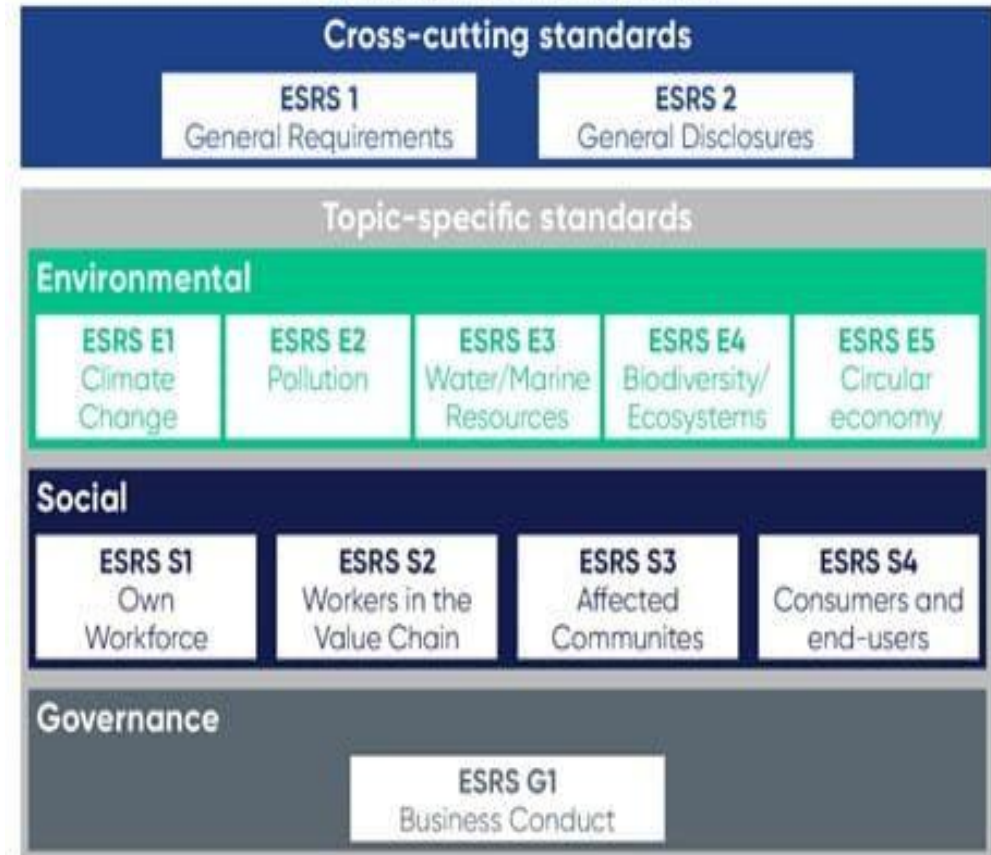 Cross-cutting standards
ESRS 1
General Requirements
ESRS 2
General Disclosures
Topic-specific standards
Environmental
ESRS E1
Climate
Change
ESRS E2
Pollution
ESRS E3
Water/Marine
Resources
ESRS E4
Biodiversity/
Ecosystems
ESRS E5
Circular
economy
Social
ESRS S1
Own
Workforce
ESRS S2
Workers in the
Value Chain
ESRS S3
Affected
Communites
ESRS S4
Consumers and
end-users
Governance
ESRS G1
Business Conduct